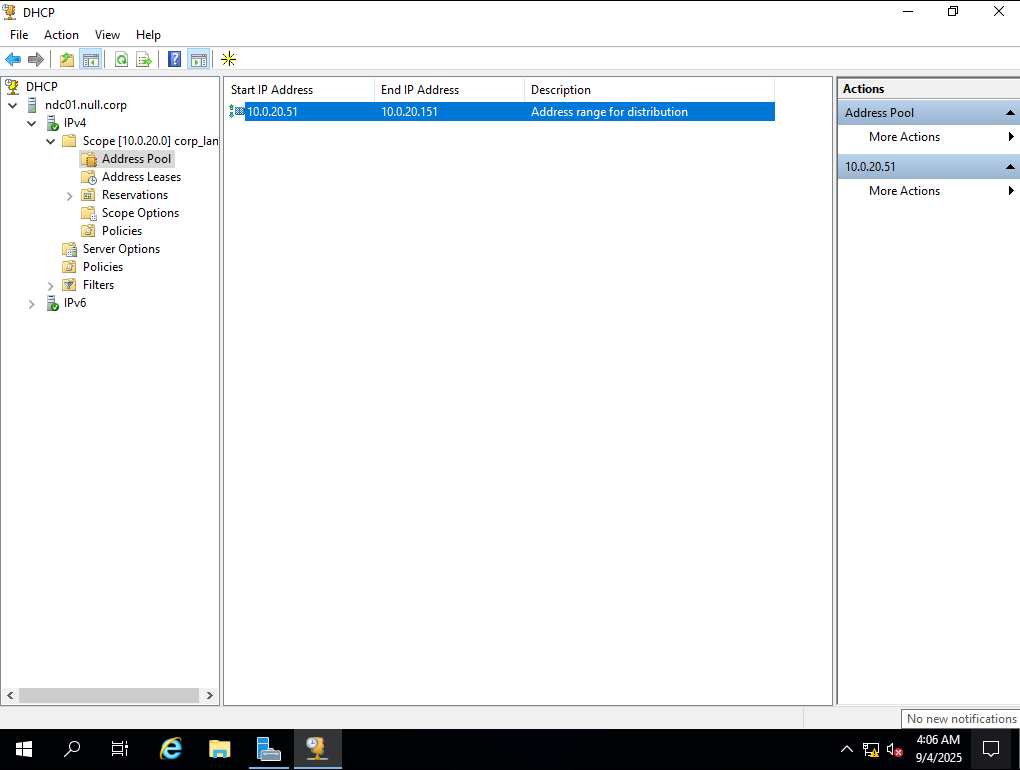 DHCP
File Action View Help
DHCP
ndc01.null.corp
IPv4
Scope [10.0.20.0] corp_lan
Address Pool
Address Leases
Reservations
Scope Options
Policies
Server Options
Policies
Filters
IPv6
Start IP Address End IP Address Description
10.0.20.51 10.0.20.151 Address range for distribution
Actions
Address Pool
More Actions
10.0.20.51
More Actions
No new notifications
4:06 AM
9/4/2025